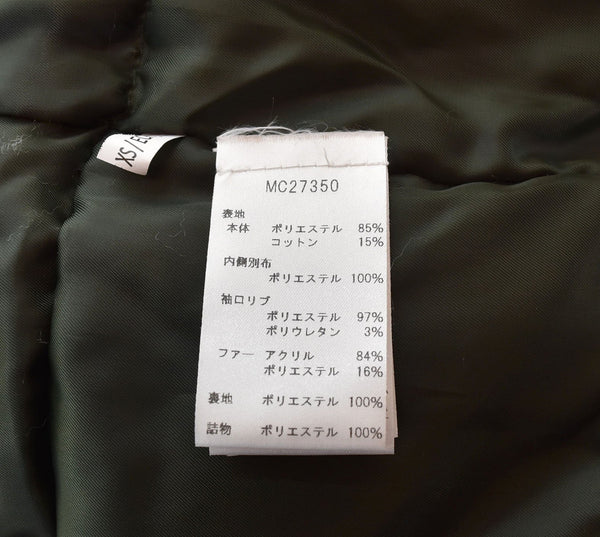 MC27350
表地
本体 ポリエステル 85%
コットン 15%
内側別布
ポリエステル 100%
袖口リブ
ポリエステル 97%
ポリウレタン 3%
ファー アクリル 84%
ポリエステル 16%
裏地 ポリエステル 100%
詰物 ポリエステル 100%
XS/